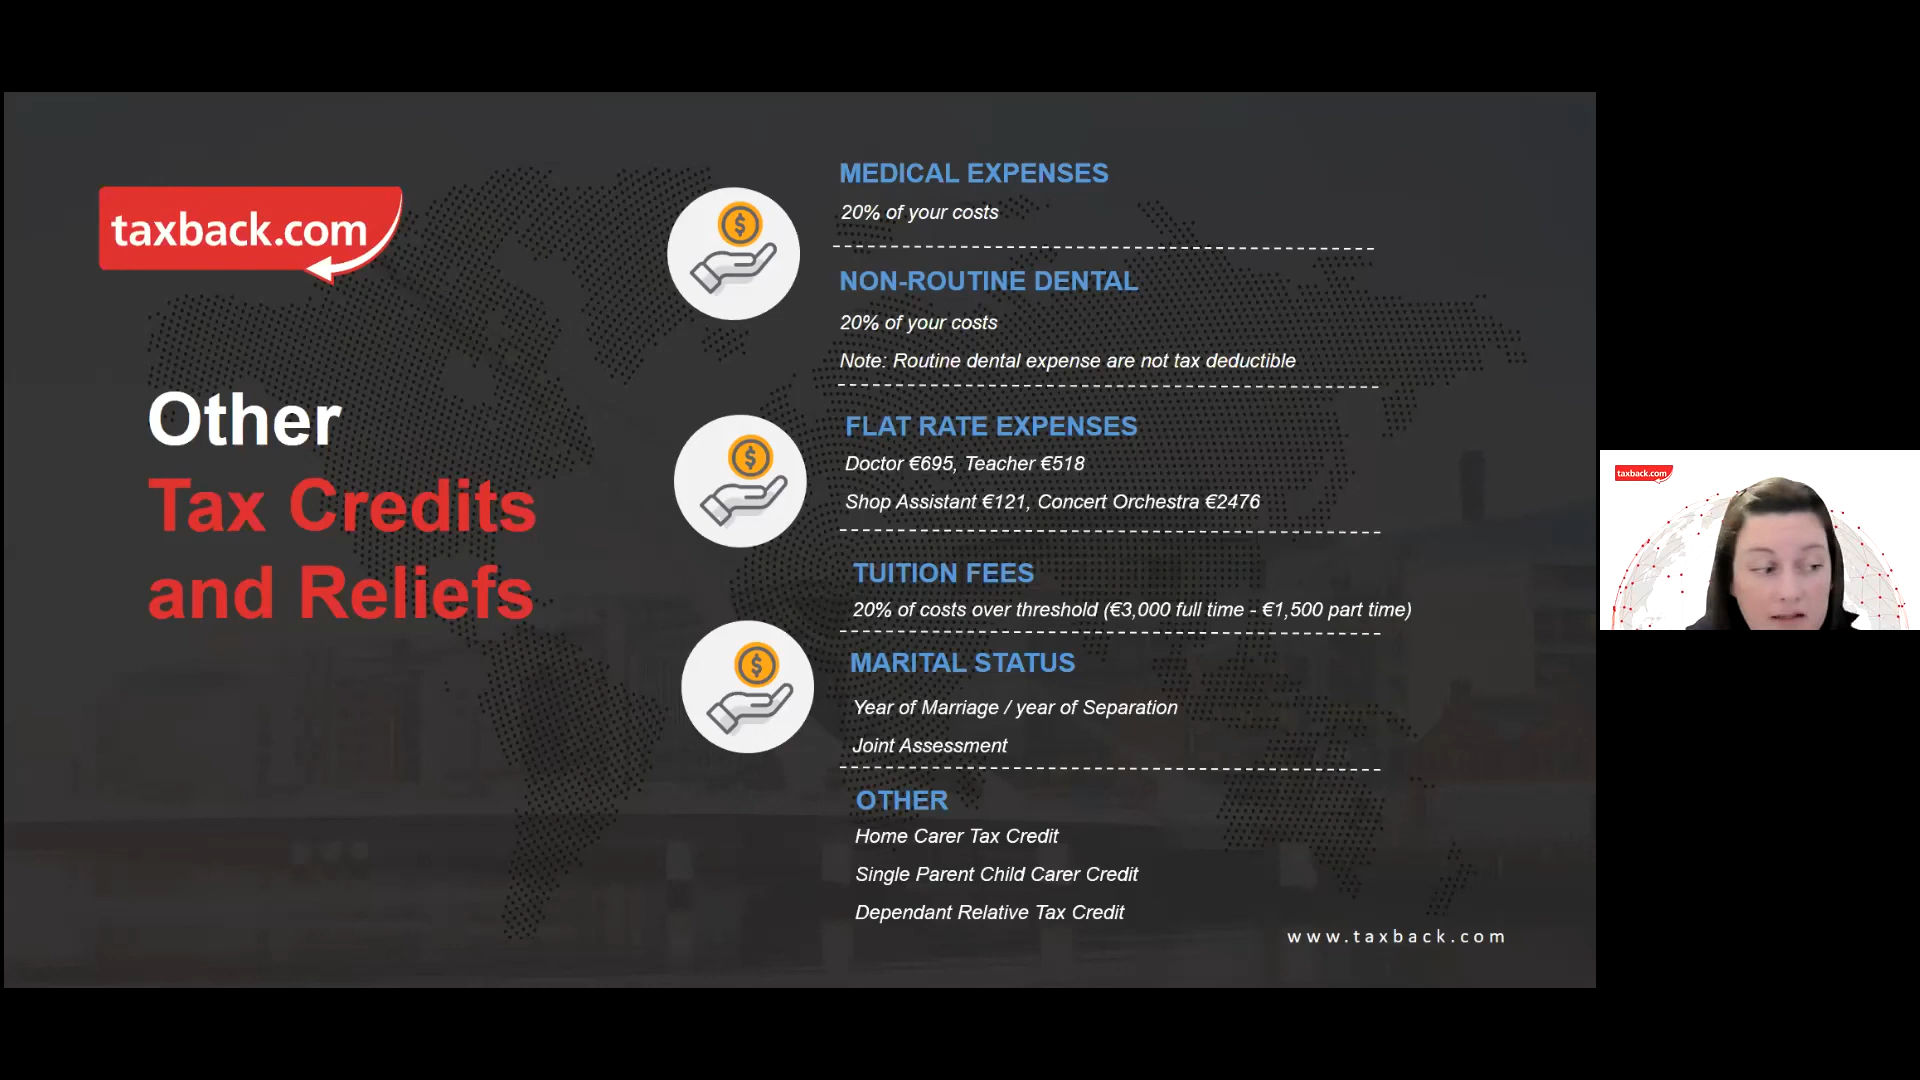 taxback.com
Other
Tax Credits
and Reliefs
MEDICAL EXPENSES
20% of your costs
NON-ROUTINE DENTAL
20% of your costs
Note: Routine dental expense are not tax deductible
FLAT RATE EXPENSES
Doctor €695, Teacher €518
Shop Assistant €121, Concert Orchestra €2476
TUITION FEES
20% of costs over threshold (€3,000 full time - €1,500 part time)
MARITAL STATUS
Year of Marriage / year of Separation
Joint Assessment
OTHER
Home Carer Tax Credit
Single Parent Child Carer Credit
Dependant Relative Tax Credit
www.taxback.com
taxback.com